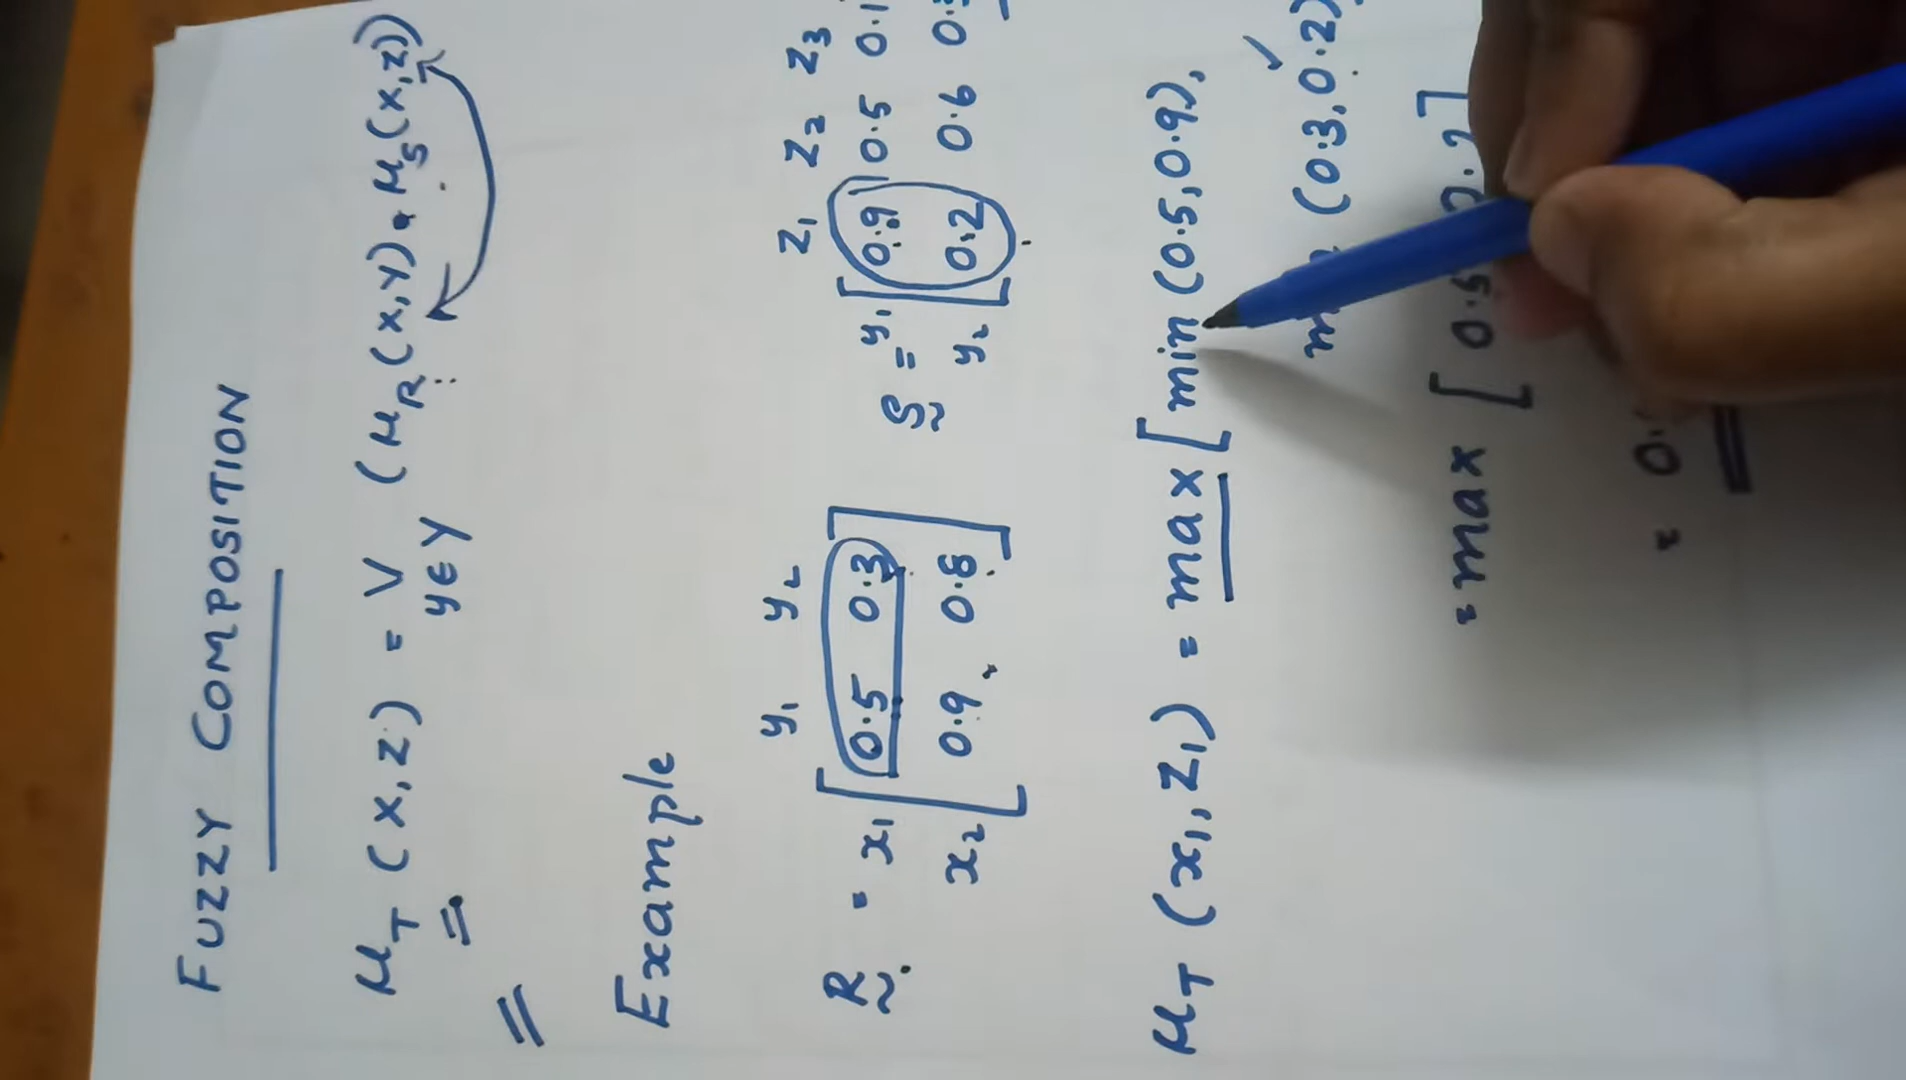 FUZZY COMPOSITION
μT (x, z) = V (μR (x, y) • μS (x, z))
y∈Y
Example
y1 y2 z1 z2 z3
R = x1 [0.5 0.3] S = y1 [0.9 0.5 0.1
x2 0.9 0.8 y2 0.2 0.6
μT (x1, z1) = max [min (0.5, 0.9),
(0.3, 0.2)
= max [0.5
=